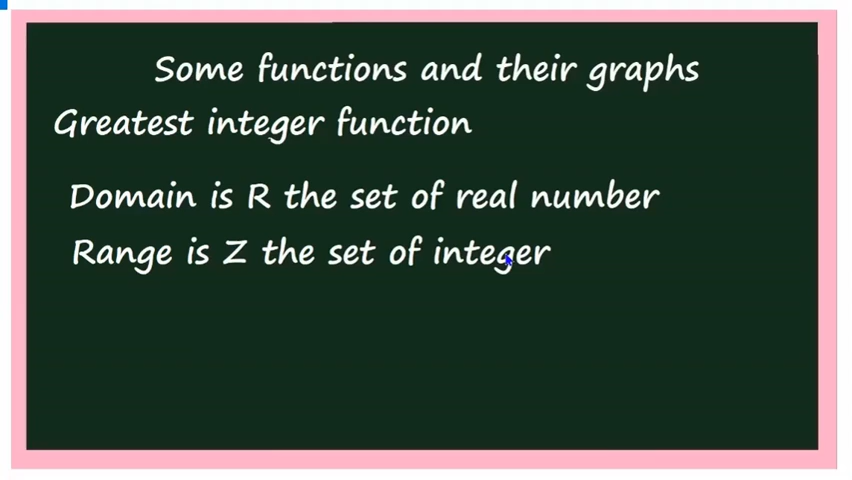 Some functions and their graphs
Greatest integer function
Domain is R the set of real number
Range is Z the set of integer